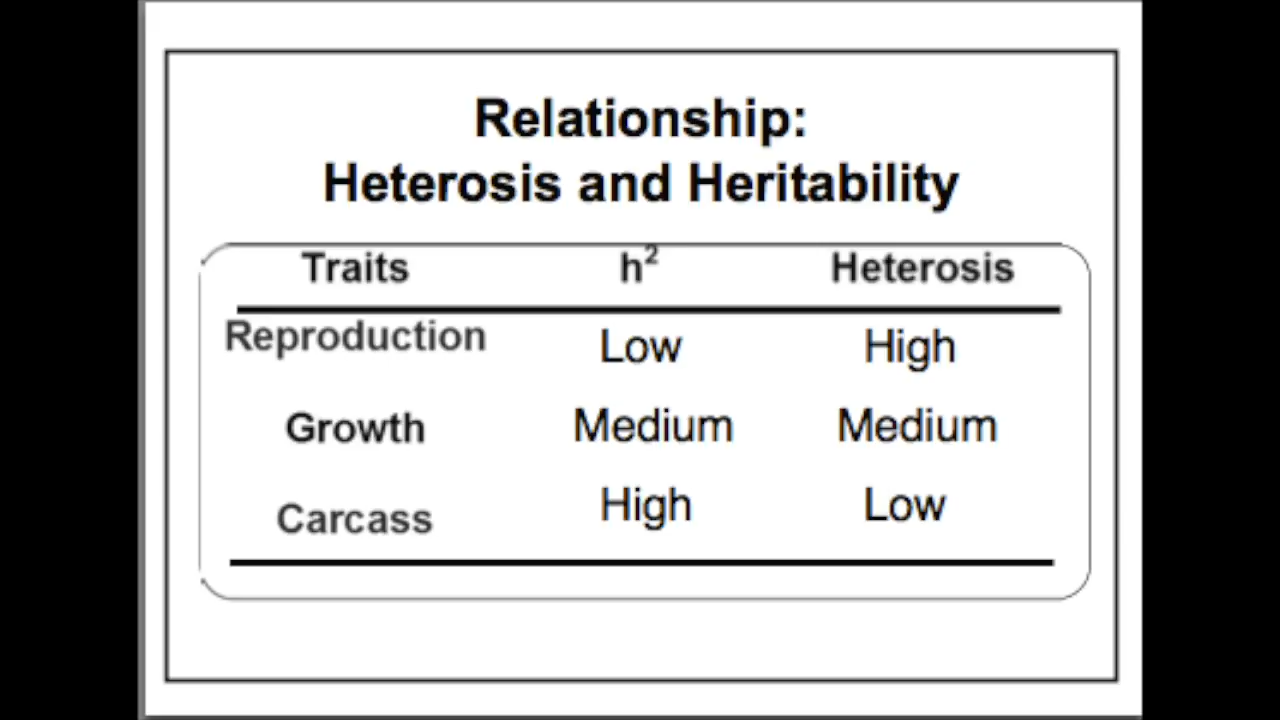 Relationship:
Heterosis and Heritability
Traits h² Heterosis
Reproduction Low High
Growth Medium Medium
Carcass High Low